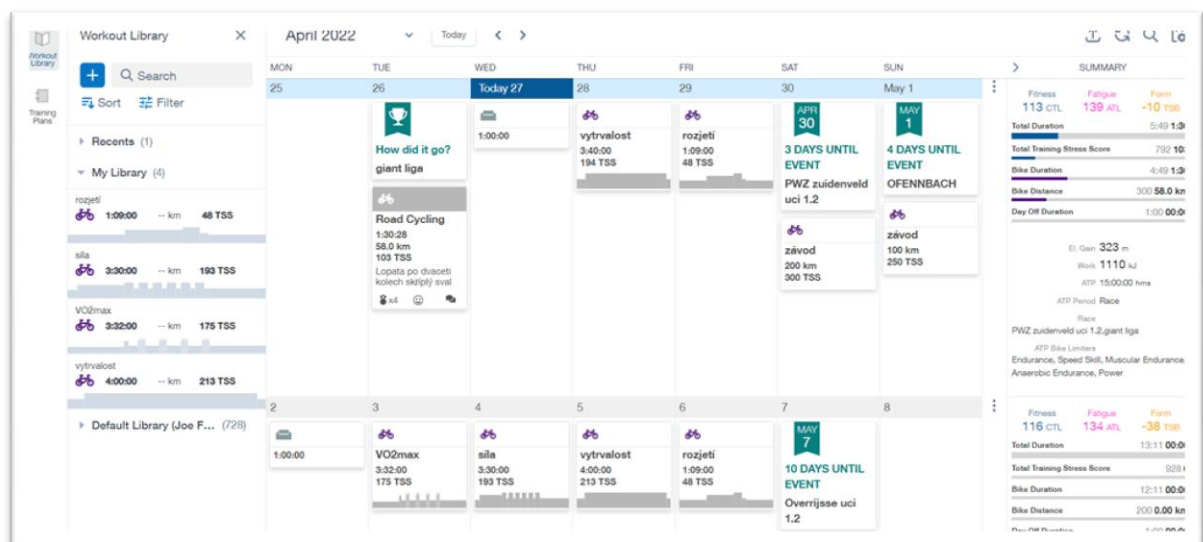 Workout Library
Training Plans
Workout Library
Search
Sort
Filter
Recents (1)
My Library (4)
rozjetí
1:09:00 -- km 48 TSS
síla
3:30:00 -- km 193 TSS
VO2max
3:32:00 -- km 175 TSS
vytrvalost
4:00:00 -- km 213 TSS
Default Library (Joe F... (728)
April 2022
Today
MON TUE WED THU FRI SAT SUN
25 26 Today 27 28 29 30 May 1
How did it go?
giant liga
Road Cycling
1:30:28
58.0 km
103 TSS
Lopata po dvaceti
kolech skříplý sval
x4
1:00:00
vytrvalost
3:40:00
194 TSS
rozjetí
1:09:00
48 TSS
APR
30
3 DAYS UNTIL
EVENT
PWZ zuidenveld
uci 1.2
závod
200 km
300 TSS
MAY
1
4 DAYS UNTIL
EVENT
OFENNBACH
závod
100 km
250 TSS
SUMMARY
Fitness Fatigue Form
113 CTL 139 ATL -10 TSB
Total Duration 5:49
Total Training Stress Score 792
Bike Duration 4:49
Bike Distance 300 58.0 km
Day Off Duration 1:00
El. Gain 323 m
Work 1110 kJ
ATP 15:00:00 hms
ATP Period Race
Race
PWZ zuidenveld uci 1.2,giant liga
ATP Bike Limiters
Endurance, Speed Skill, Muscular Endurance,
Anaerobic Endurance, Power
2 3 4 5 6 7 8
1:00:00
VO2max
3:32:00
175 TSS
síla
3:30:00
193 TSS
vytrvalost
4:00:00
213 TSS
rozjetí
1:09:00
48 TSS
MAY
7
10 DAYS UNTIL
EVENT
Overrijsse uci
1.2
Fitness Fatigue Form
116 CTL 134 ATL -38 TSB
Total Duration 13:11
Total Training Stress Score 928
Bike Duration 12:11
Bike Distance 200 0.00 km